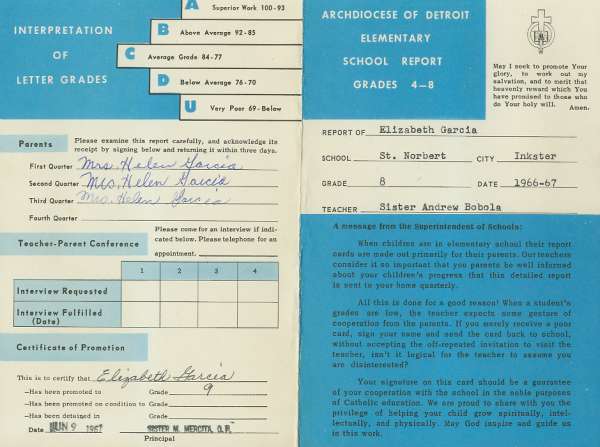 INTERPRETATION
OF
LETTER GRADES
A Superior Work 100-93
B Above Average 92-85
C Average Grade 84-77
D Below Average 76-70
U Very Poor 69-Below
Parents
Please examine this report carefully, and acknowledge its
receipt by signing below and returning it within three days.
First Quarter Mrs. Helen Garcia
Second Quarter Mrs. Helen Garcia
Third Quarter Mrs. Helen Garcia
Fourth Quarter
Teacher-Parent Conference
Please come for an interview if indi-
cated below. Please telephone for an
appointment.
1 2 3 4
Interview Requested
Interview Fulfilled
(Date)
Certificate of Promotion
This is to certify that Elizabeth Garcia
-Has been promoted to Grade 9
-Has been promoted on condition to Grade
-Has been detained in Grade
Date JUN 9 1967 SISTER M. MERCITA, O.P.
Principal
ARCHDIOCESE OF DETROIT
ELEMENTARY
SCHOOL REPORT
GRADES 4-8
May I seek to promote Your
glory, to work out my
salvation, and to merit that
heavenly reward which You
have promised to those who
do Your holy will. Amen.
REPORT OF Elizabeth Garcia
SCHOOL St. Norbert CITY Inkster
GRADE 8 DATE 1966-67
TEACHER Sister Andrew Bobola
A message from the Superintendent of Schools:
When children are in elementary school their report
cards are made out primarily for their parents. Our teachers
consider it so important that you parents be well informed
about your children's progress that this detailed report
is sent to your home quarterly.
All this is done for a good reason! When a student's
grades are low, the teacher expects some gesture of
cooperation from the parents. If you merely receive a poor
card, sign your name and send the card back to school,
without accepting the oft-repeated invitation to visit the
teacher, isn't it logical for the teacher to assume you
are disinterested?
Your signature on this card should be a guarantee
of your cooperation with the school in the noble purposes
of Catholic education. We are proud to share with you the
privilege of helping your child grow spiritually, intel-
lectually, and physically. May God inspire and guide us
in this work.